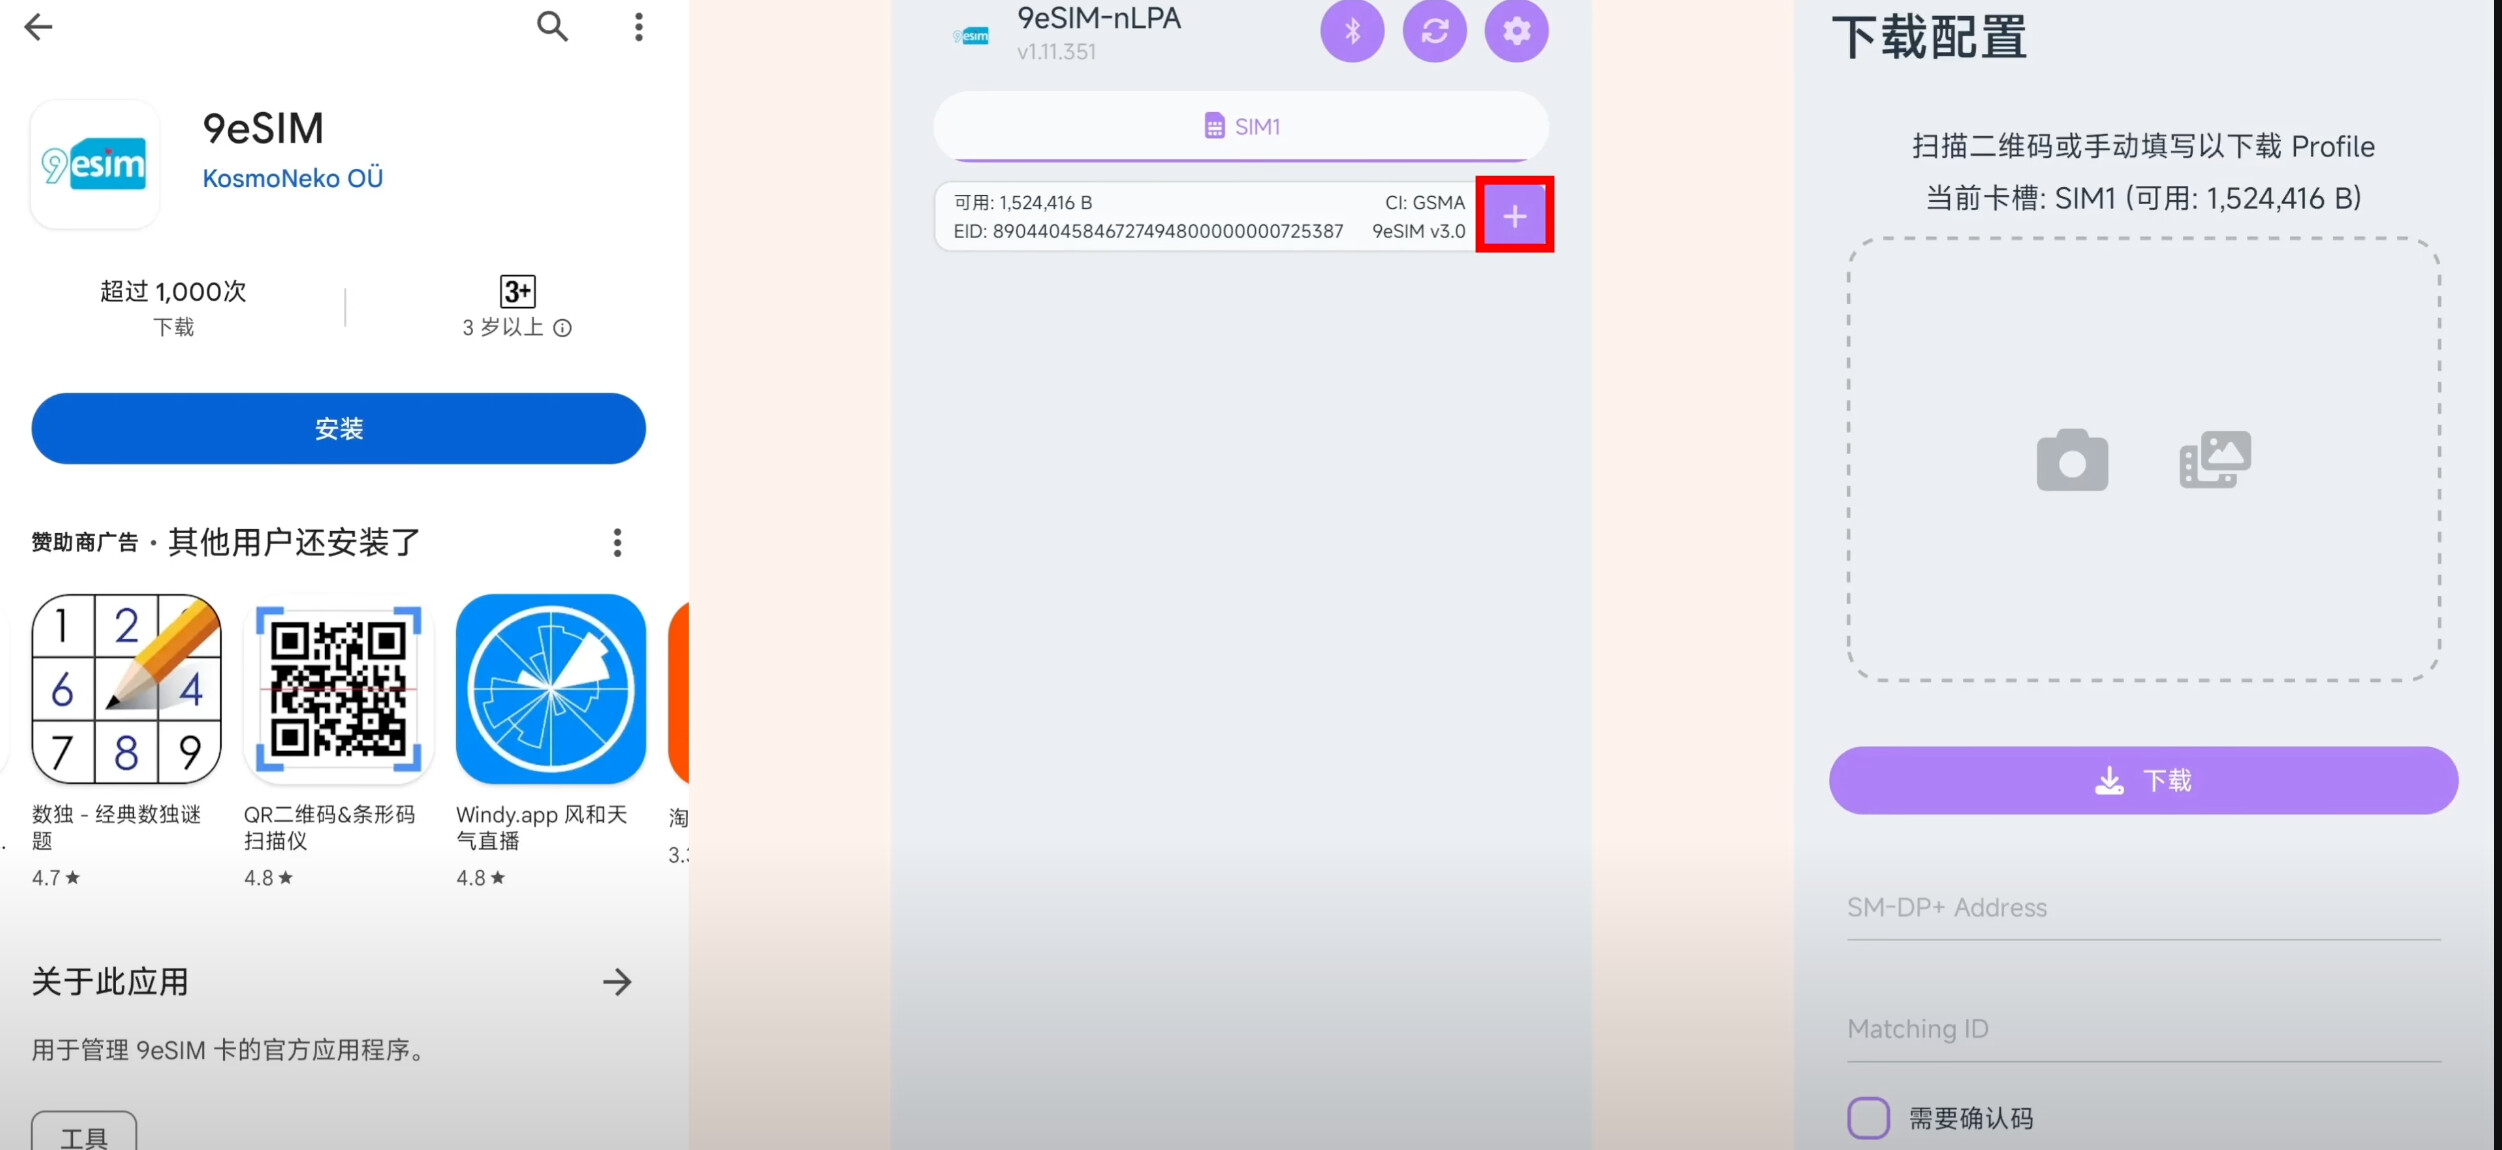 9esim
9eSIM
KosmoNeko OÜ
超过 1,000次
下载
3+
3 岁以上
安装
赞助商广告 · 其他用户还安装了
1 2
6 4
7 8 9
数独 - 经典数独谜题
4.7★
QR二维码&条形码扫描仪
4.8★
Windy.app 风和天气直播
4.8★
淘
3.
关于此应用
用于管理 9eSIM 卡的官方应用程序。
工具
9esim
9eSIM-nLPA
v1.11.351
SIM1
可用: 1,524,416 B
CI: GSMA
EID: 89044045846727494800000000725387
9eSIM v3.0
下载配置
扫描二维码或手动填写以下载 Profile
当前卡槽: SIM1 (可用: 1,524,416 B)
下载
SM-DP+ Address
Matching ID
需要确认码